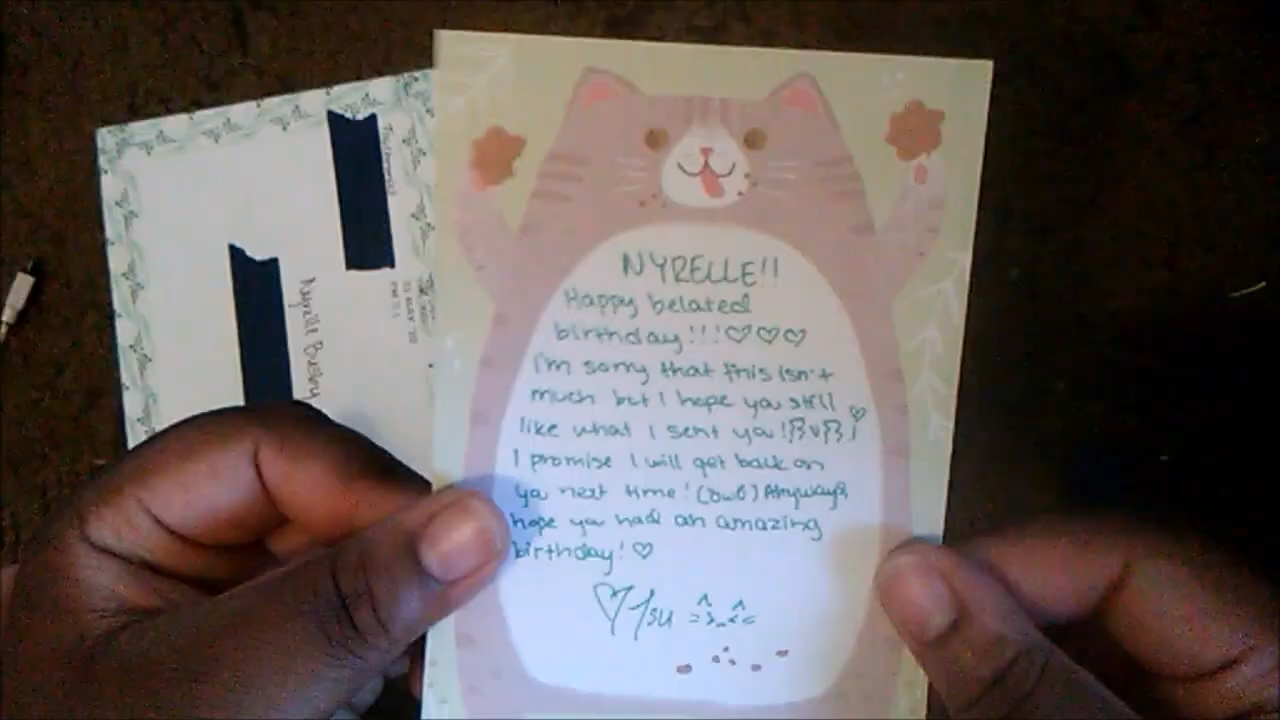 NYRELLE!!
Happy belated
birthday!!!♡♡♡
I'm sorry that this isn't
much but I hope you still
like what I sent you!
I promise I will get back on
you next time! (OwO) Anyways
hope you had an amazing
birthday! ♡
♡ Tsu
Nyrelle